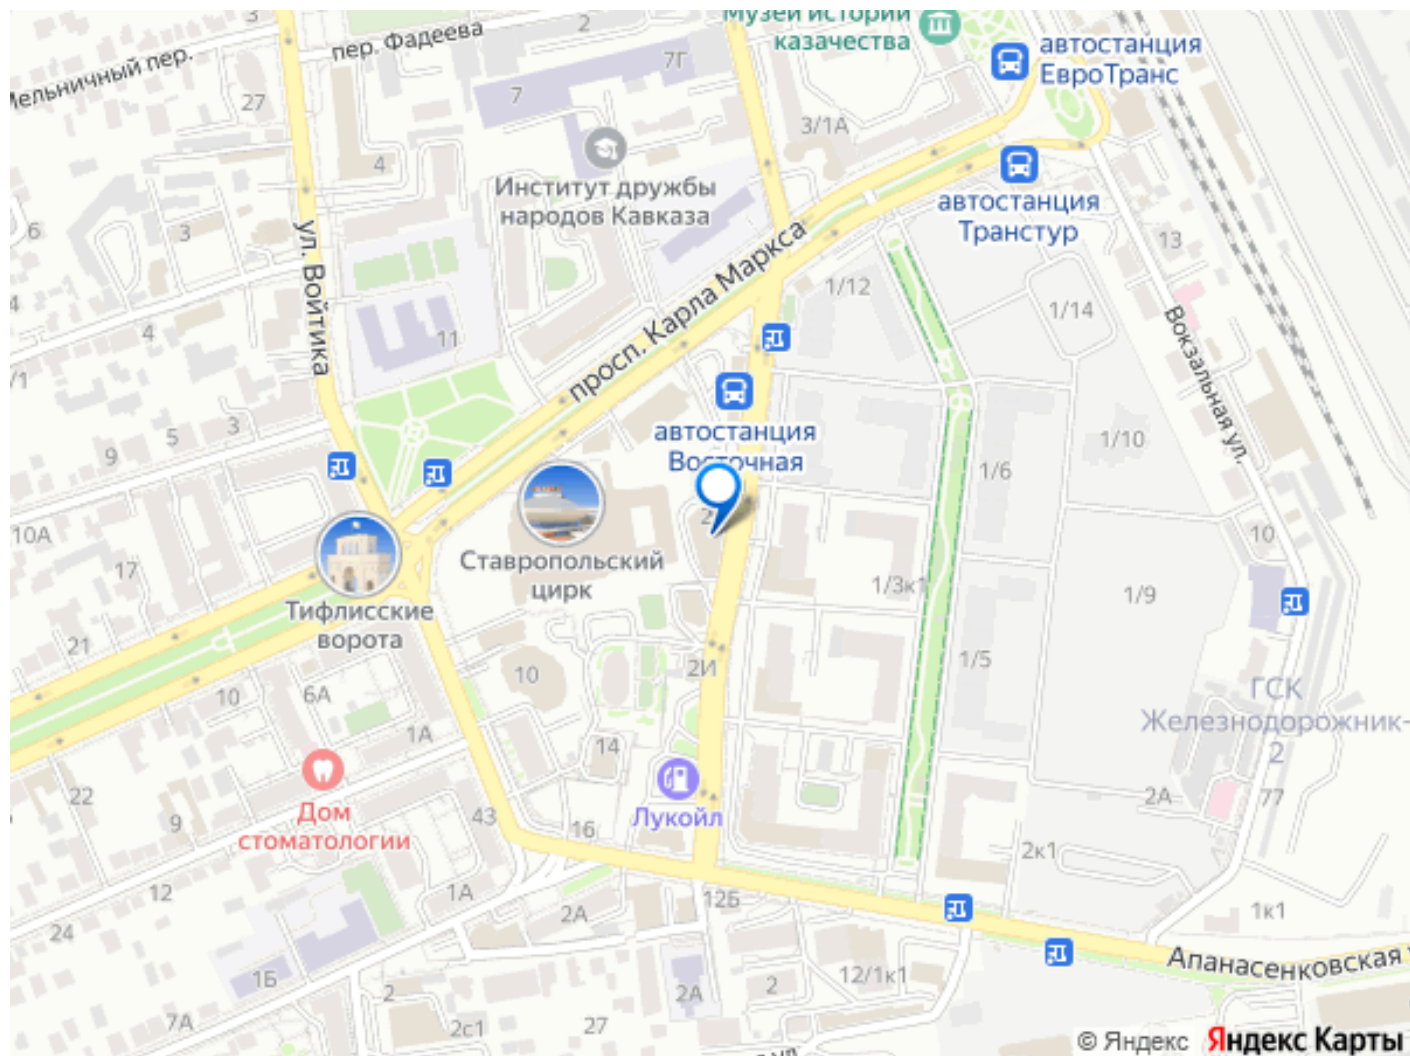 Музей истории
казачества
автостанция
ЕвроТранс
пер. Фадеева
2
7Г
Мельничный пер.
27
7
3/1А
4
Институт дружбы
народов Кавказа
автостанция
Транстур
6
3
ул. Войтика
просп. Карла Маркса
13
1/12
1/14
4
11
Вокзальная ул.
/1
автостанция
Восточная
5
3
9
1/10
1/6
10А
2
10
Ставропольский
цирк
17
1/3к1
1/9
Тифлисские
ворота
21
2И
1/5
10
10
6А
ГСК
Железнодорожник-
2
1А
14
22
Дом
стоматологии
Лукойл
2А
77
9
43
16
2к1
12
1А
2А
12Б
1к1
24
Апанасенковская
1Б
2
2А
2
12/1к1
7А
2с1
27
© Яндекс Яндекс Карты